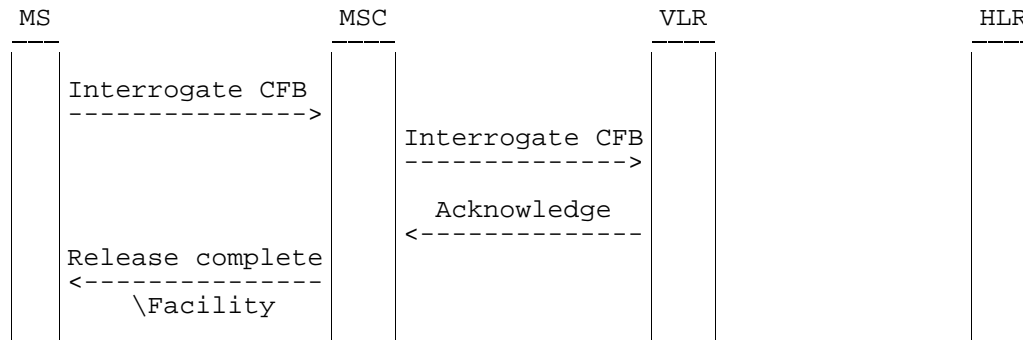 MS MSC VLR HLR
Interrogate CFB
--------------->
Interrogate CFB
-------------->
Acknowledge
<--------------
Release complete
<---------------
\Facility